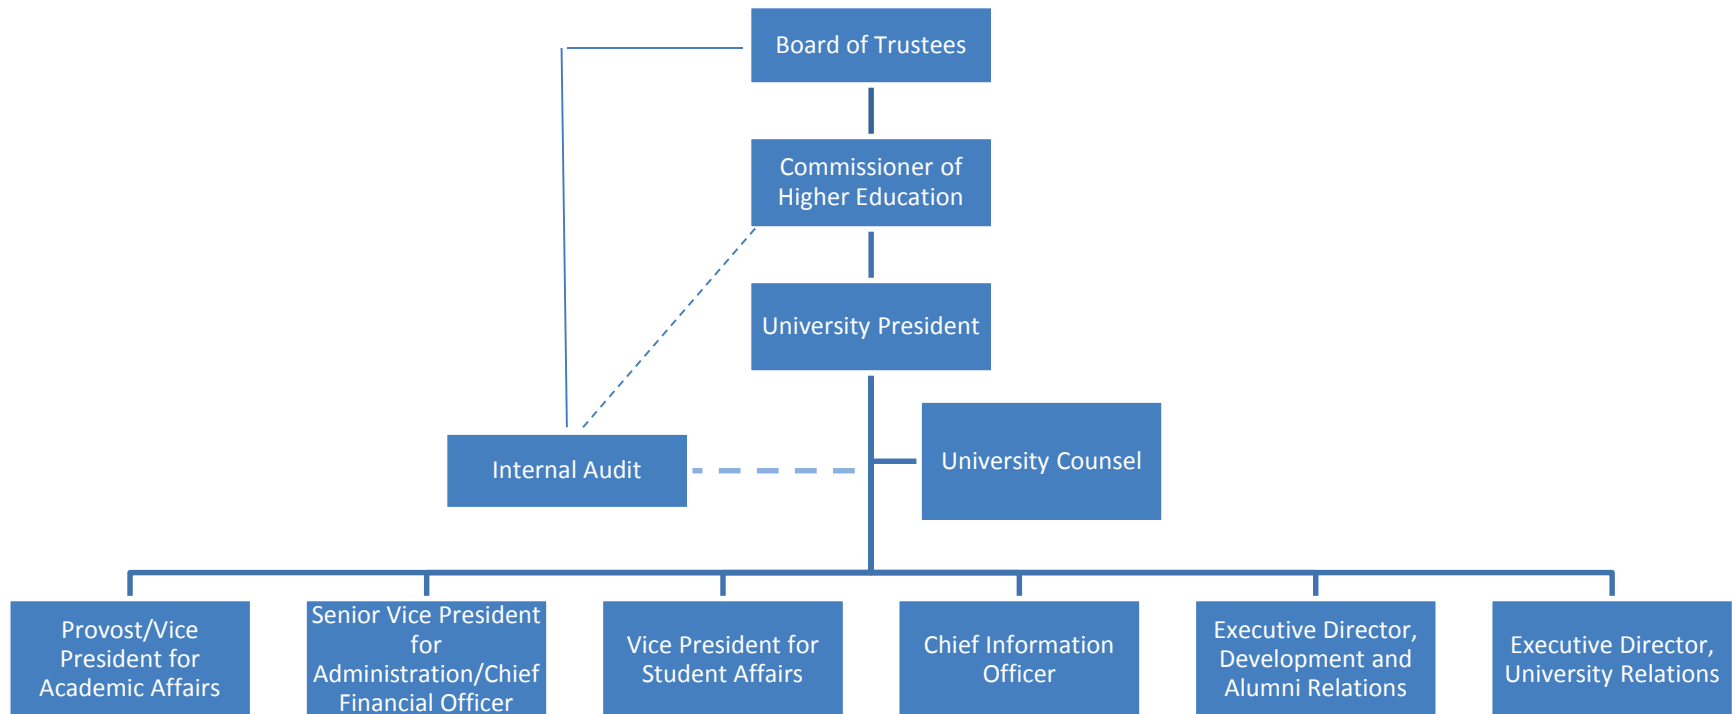 Board of Trustees
Commissioner of
Higher Education
University President
University Counsel
Internal Audit
Provost/Vice
President for
Academic Affairs
Senior Vice President
for
Administration/Chief
Financial Officer
Vice President for
Student Affairs
Chief Information
Officer
Executive Director,
Development and
Alumni Relations
Executive Director,
University Relations